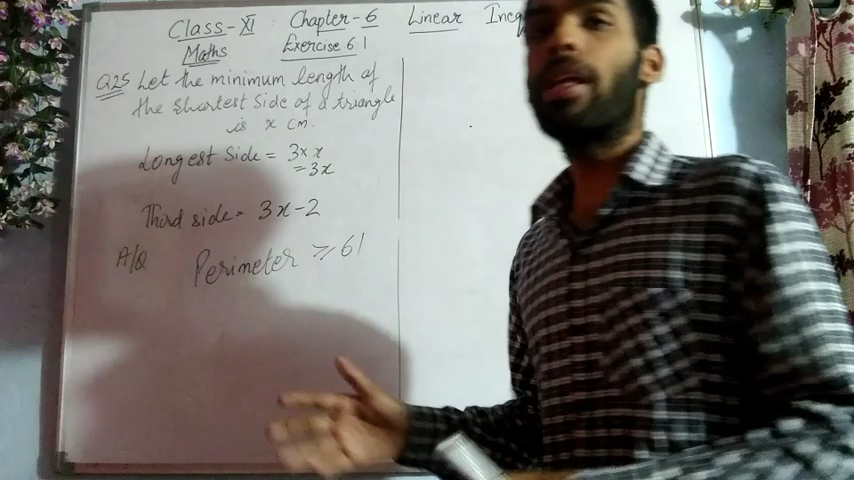 Class-XI : Chapter-6 Linear Ineq
Maths Exercise 6.1
Q25 Let the minimum length of
the shortest side of a triangle
is x cm.
Longest Side = 3×x
= 3x
Third side = 3x-2
A/Q Perimeter ≥ 61